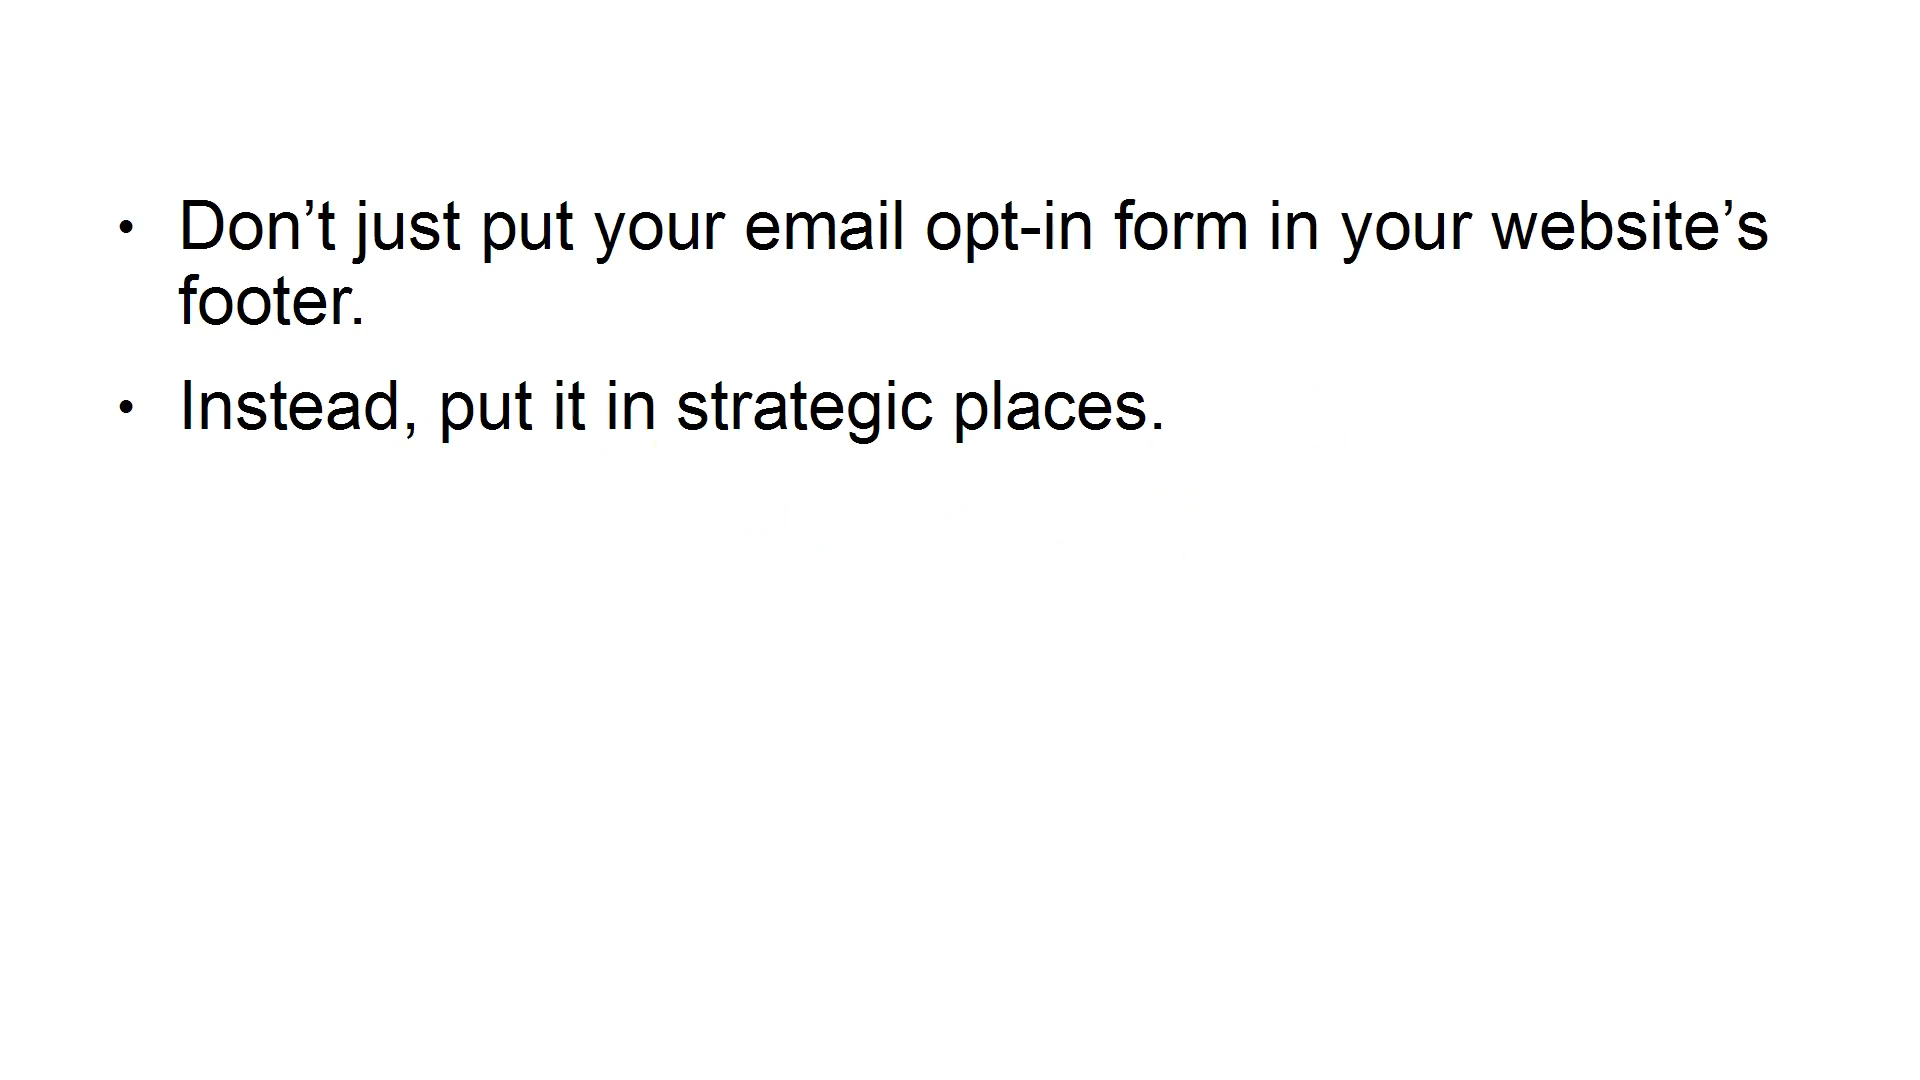 • Don’t just put your email opt-in form in your website’s
footer.
• Instead, put it in strategic places.